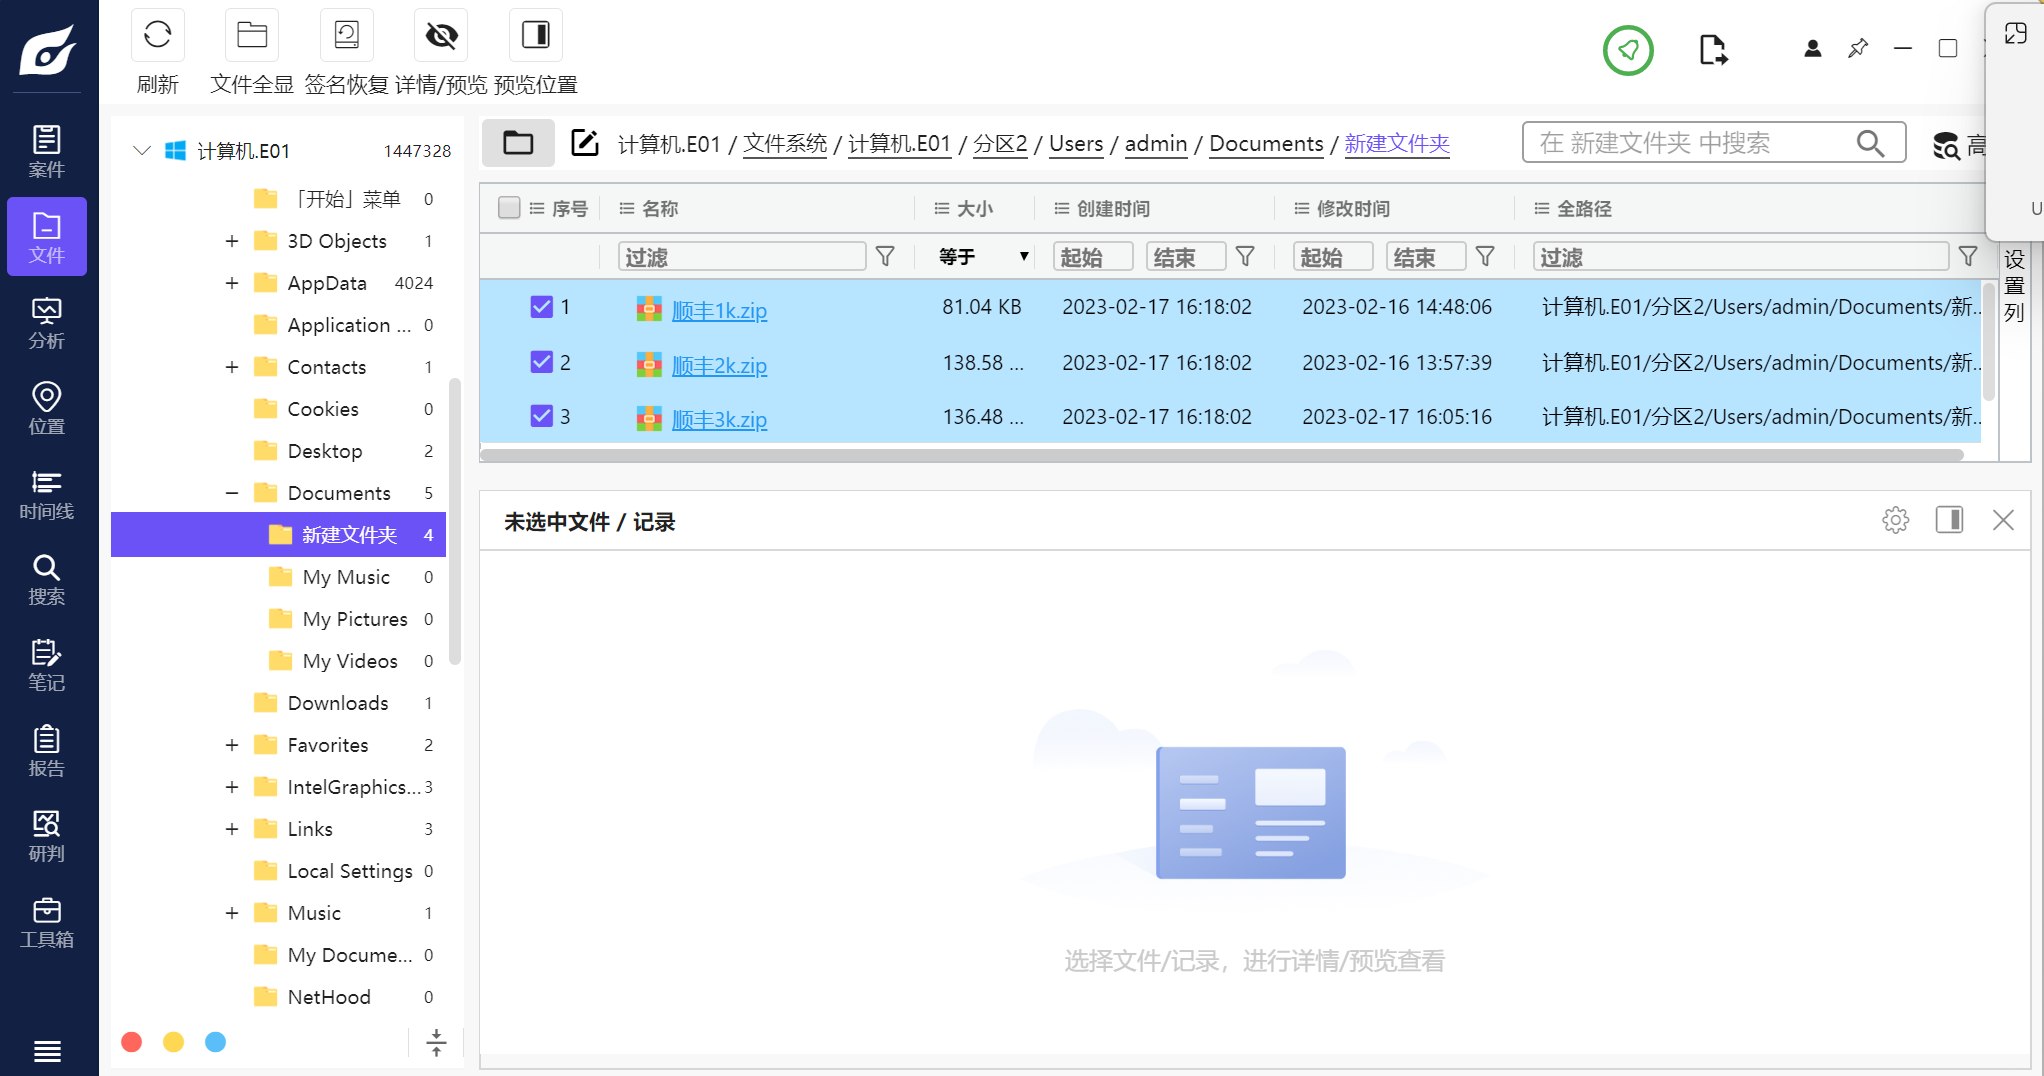 刷新 文件全显 签名恢复 详情/预览 预览位置
案件
文件
分析
位置
时间线
搜索
笔记
报告
研判
工具箱
计算机.E01 1447328
「开始」菜单 0
3D Objects 1
AppData 4024
Application ... 0
Contacts 1
Cookies 0
Desktop 2
Documents 5
新建文件夹 4
My Music 0
My Pictures 0
My Videos 0
Downloads 1
Favorites 2
IntelGraphics... 3
Links 3
Local Settings 0
Music 1
My Docume... 0
NetHood 0
计算机.E01 / 文件系统 / 计算机.E01 / 分区2 / Users / admin / Documents / 新建文件夹
在 新建文件夹 中搜索
高
U
序号 名称 大小 创建时间 修改时间 全路径
过滤 等于 起始 结束 起始 结束 过滤
1 顺丰1k.zip 81.04 KB 2023-02-17 16:18:02 2023-02-16 14:48:06 计算机.E01/分区2/Users/admin/Documents/新...
2 顺丰2k.zip 138.58 ... 2023-02-17 16:18:02 2023-02-16 13:57:39 计算机.E01/分区2/Users/admin/Documents/新...
3 顺丰3k.zip 136.48 ... 2023-02-17 16:18:02 2023-02-16 16:05:16 计算机.E01/分区2/Users/admin/Documents/新...
设置列
未选中文件 / 记录
选择文件/记录，进行详情/预览查看